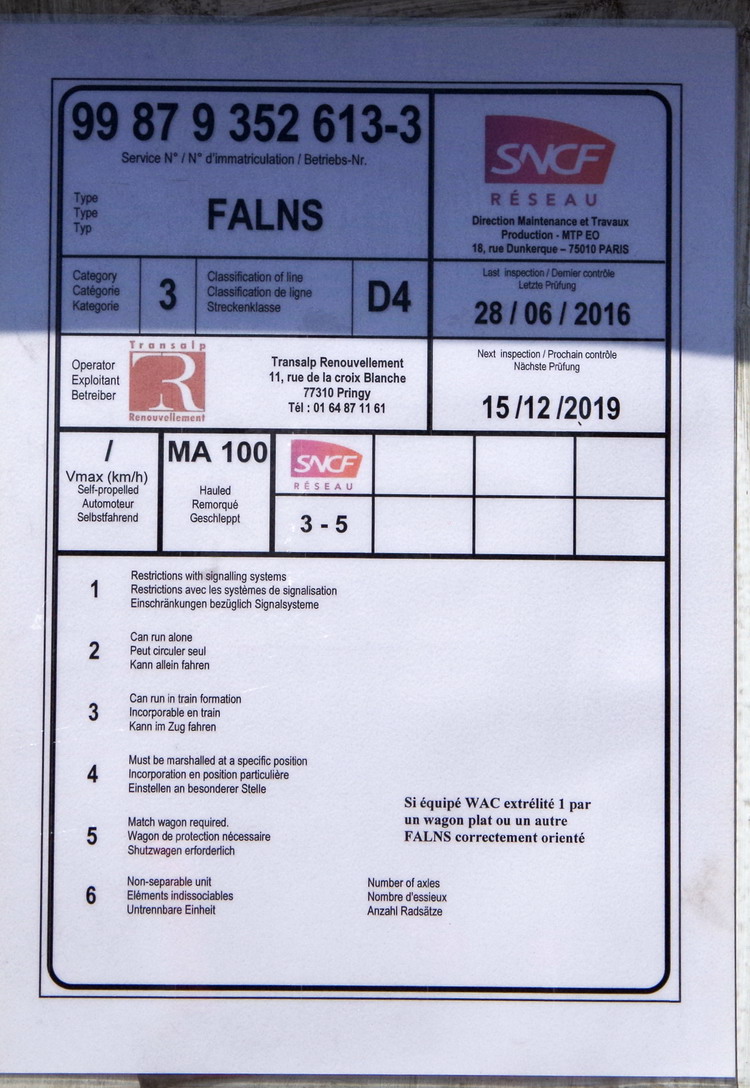 99 87 9 352 613-3
Service N° / N° d'immatriculation / Betriebs-Nr.
Type
Type
Typ
FALNS
SNCF
RÉSEAU
Direction Maintenance et Travaux
Production - MTP EO
18, rue Dunkerque – 75010 PARIS
Category
Catégorie
Kategorie
3
Classification of line
Classification de ligne
Streckenklasse
D4
Last inspection / Dernier contrôle
Letzte Prüfung
28 / 06 / 2016
Operator
Exploitant
Betreiber
Transalp
R
Renouvellement
Transalp Renouvellement
11, rue de la croix Blanche
77310 Pringy
Tél : 01 64 87 11 61
Next inspection / Prochain contrôle
Nächste Prüfung
15 /12 /2019
/
Vmax (km/h)
Self-propelled
Automoteur
Selbstfahrend
MA 100
Hauled
Remorqué
Geschleppt
SNCF
RÉSEAU
3 - 5
1
Restrictions with signalling systems
Restrictions avec les systèmes de signalisation
Einschränkungen bezüglich Signalsysteme
2
Can run alone
Peut circuler seul
Kann allein fahren
3
Can run in train formation
Incorporable en train
Kann im Zug fahren
4
Must be marshalled at a specific position
Incorporation en position particulière
Einstellen an besonderer Stelle
5
Match wagon required.
Wagon de protection nécessaire
Shutzwagen erforderlich
Si équipé WAC extrélité 1 par
un wagon plat ou un autre
FALNS correctement orienté
6
Non-separable unit
Eléments indissociables
Untrennbare Einheit
Number of axles
Nombre d'essieux
Anzahl Radsätze